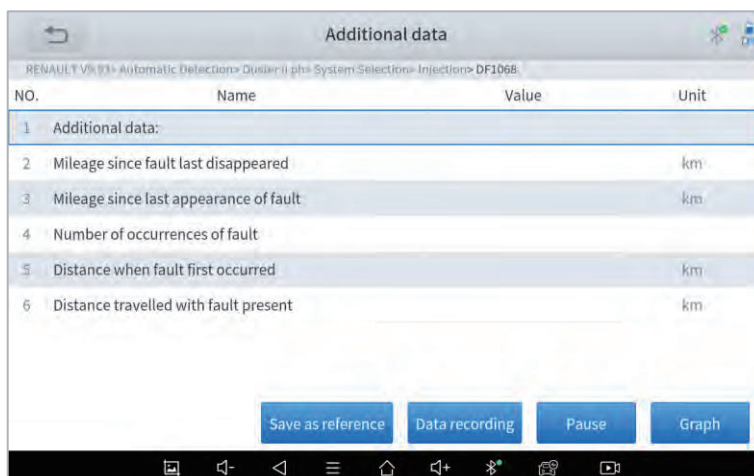 Additional data
RENAULT V9.93> Automatic Detection> Duster II ph> System Selection> Injection> DF1068
NO. Name Value Unit
1 Additional data:
2 Mileage since fault last disappeared km
3 Mileage since last appearance of fault km
4 Number of occurrences of fault
5 Distance when fault first occurred km
6 Distance travelled with fault present km
Save as reference Data recording Pause Graph